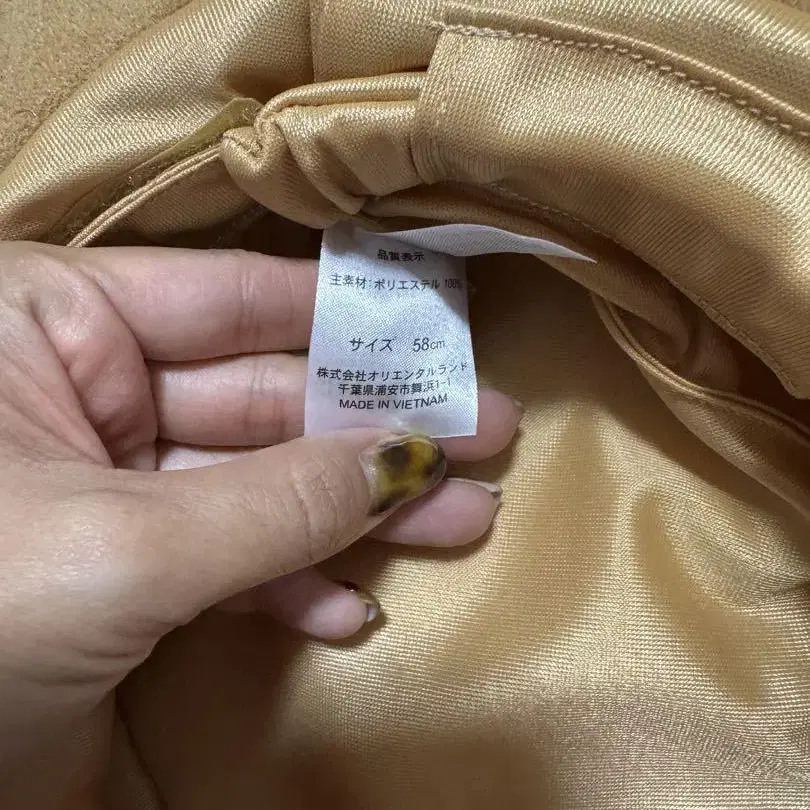 品質表示
主素材:ポリエステル 100%
サイズ 58cm
株式会社オリエンタルランド
千葉県浦安市舞浜1-1
MADE IN VIETNAM